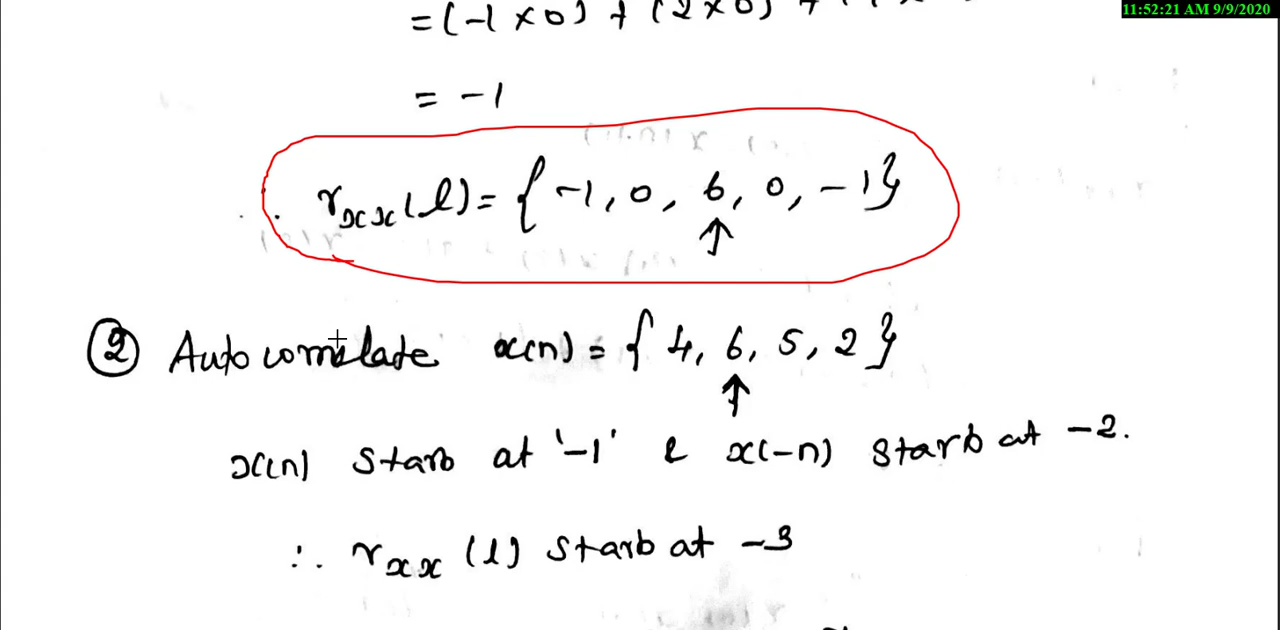 11:52:21 AM 9/9/2020
=(-1×0)+(2×0)+
= -1
∴ rxx(l)= { -1, 0, 6, 0, -1}
↑
② Autocorrelate x(n) = { 4, 6, 5, 2 }
↑
x(n) starts at '-1' & x(-n) starts at -2.
∴ rxx (l) starts at -3